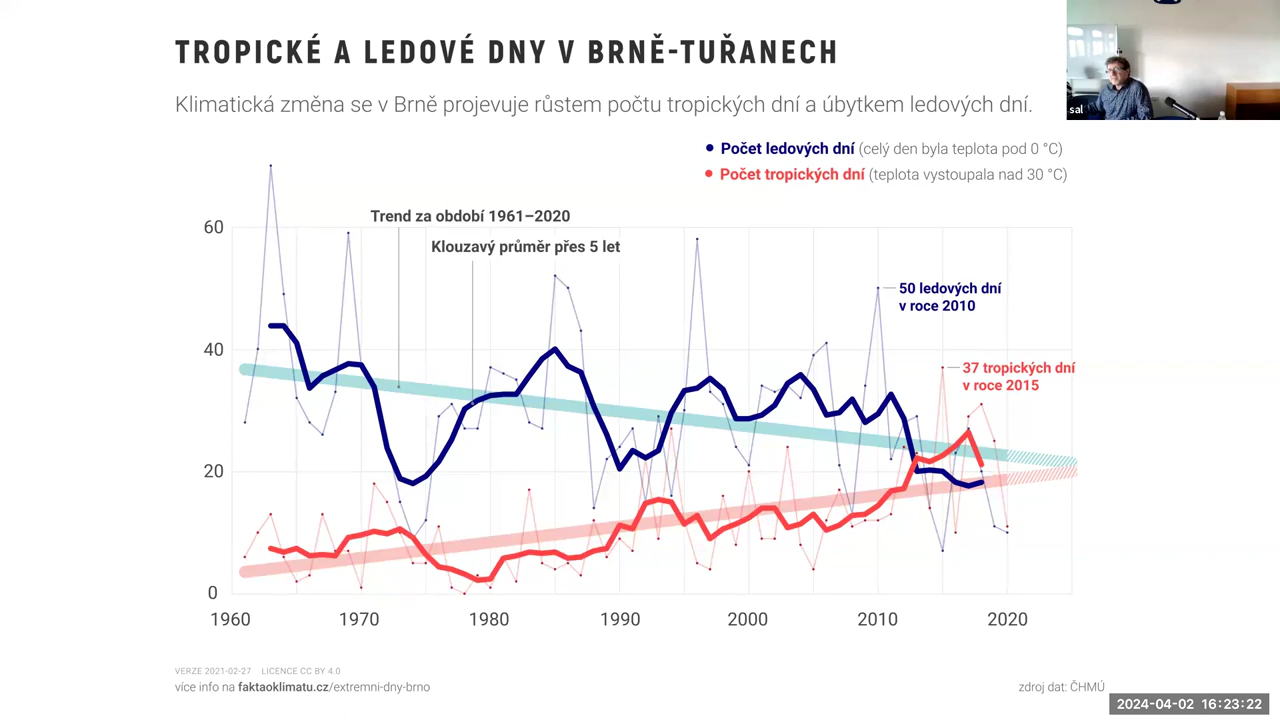 TROPICKÉ A LEDOVÉ DNY V BRNĚ-TUŘANECH
Klimatická změna se v Brně projevuje růstem počtu tropických dní a úbytkem ledových dní.
sal
Počet ledových dní (celý den byla teplota pod 0 °C)
Počet tropických dní (teplota vystoupala nad 30 °C)
Trend za období 1961–2020
Klouzavý průměr přes 5 let
50 ledových dní
v roce 2010
37 tropických dní
v roce 2015
60
40
20
0
1960 1970 1980 1990 2000 2010 2020
VERZE 2021-02-27 LICENCE CC BY 4.0
více info na faktaoklimatu.cz/extremni-dny-brno
zdroj dat: ČHMÚ
2024-04-02 16:23:22